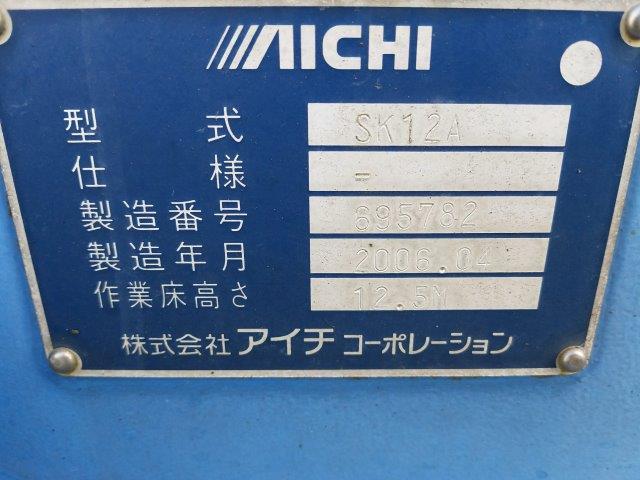 AICHI
型式 SK12A
仕様 -
製造番号 695782
製造年月 2006.04
作業床高さ 12.5M
株式会社 アイチ コーポレーション